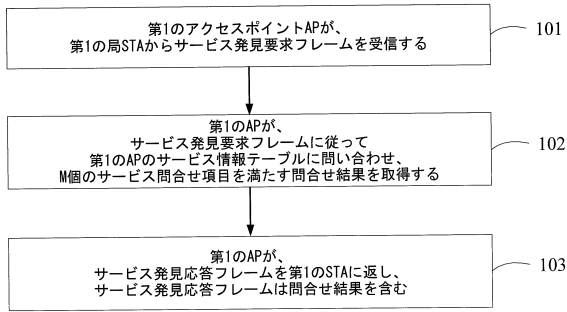 第1のアクセスポイントAPが、
第1の局STAからサービス発見要求フレームを受信する
101
第1のAPが、
サービス発見要求フレームに従って
第1のAPのサービス情報テーブルに問い合わせ、
M個のサービス問合せ項目を満たす問合せ結果を取得する
102
第1のAPが、
サービス発見応答フレームを第1のSTAに返し、
サービス発見応答フレームは問合せ結果を含む
103